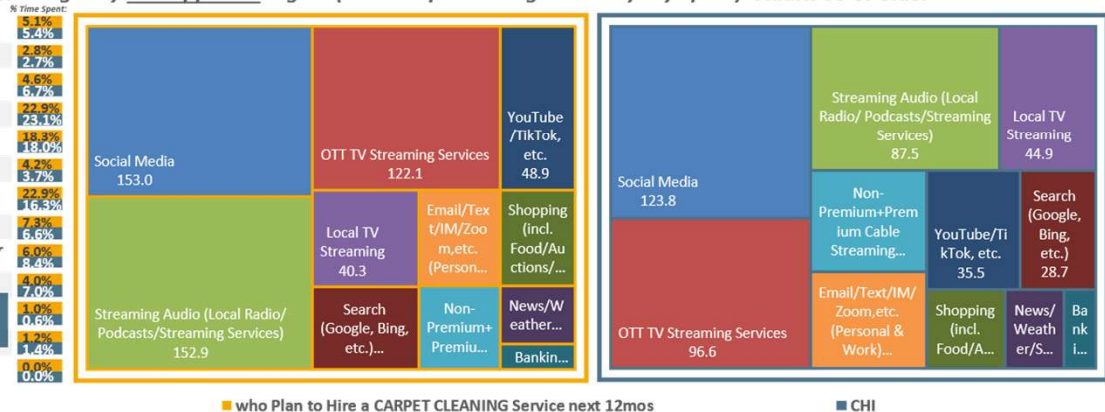 % Time Spent:
5.1%
5.4%
2.8%
2.7%
4.6%
6.7%
22.9%
23.1%
18.3%
18.0%
4.2%
3.7%
22.9%
16.3%
7.3%
6.6%
6.0%
8.4%
4.0%
7.0%
1.0%
0.6%
1.2%
1.4%
0.0%
0.0%
Social Media
153.0
OTT TV Streaming Services
122.1
YouTube
/TikTok,
etc.
48.9
Streaming Audio (Local Radio/
Podcasts/Streaming Services)
152.9
Local TV
Streaming
40.3
Email/Tex
t/IM/Zoo
m,etc.
(Person...
Shopping
(incl.
Food/Au
ctions/...
Search
(Google, Bing,
etc.)...
Non-
Premium+
Premiu...
News/W
eather...
Bankin...
Social Media
123.8
OTT TV Streaming Services
96.6
Streaming Audio (Local
Radio/ Podcasts/Streaming
Services)
87.5
Local TV
Streaming
44.9
Non-
Premium+Prem
ium Cable
Streaming...
YouTube/Ti
kTok, etc.
35.5
Search
(Google,
Bing,
etc.)
28.7
Email/Text/IM/
Zoom,etc.
(Personal &
Work)...
Shopping
(incl.
Food/A...
News/
Weath
er/S...
Ba
nk
i...
who Plan to Hire a CARPET CLEANING Service next 12mos
CHI